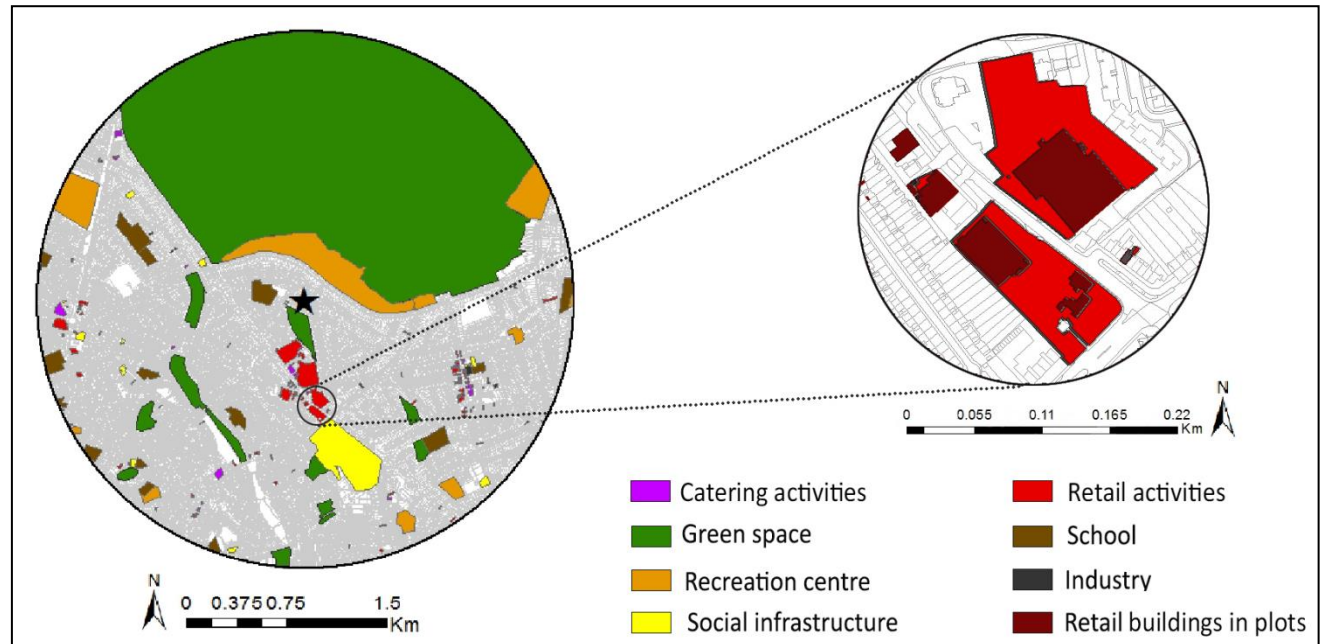 N
0 0.055 0.11 0.165 0.22
Km
N
0 0.375 0.75 1.5
Km
Catering activities
Green space
Recreation centre
Social infrastructure
Retail activities
School
Industry
Retail buildings in plots